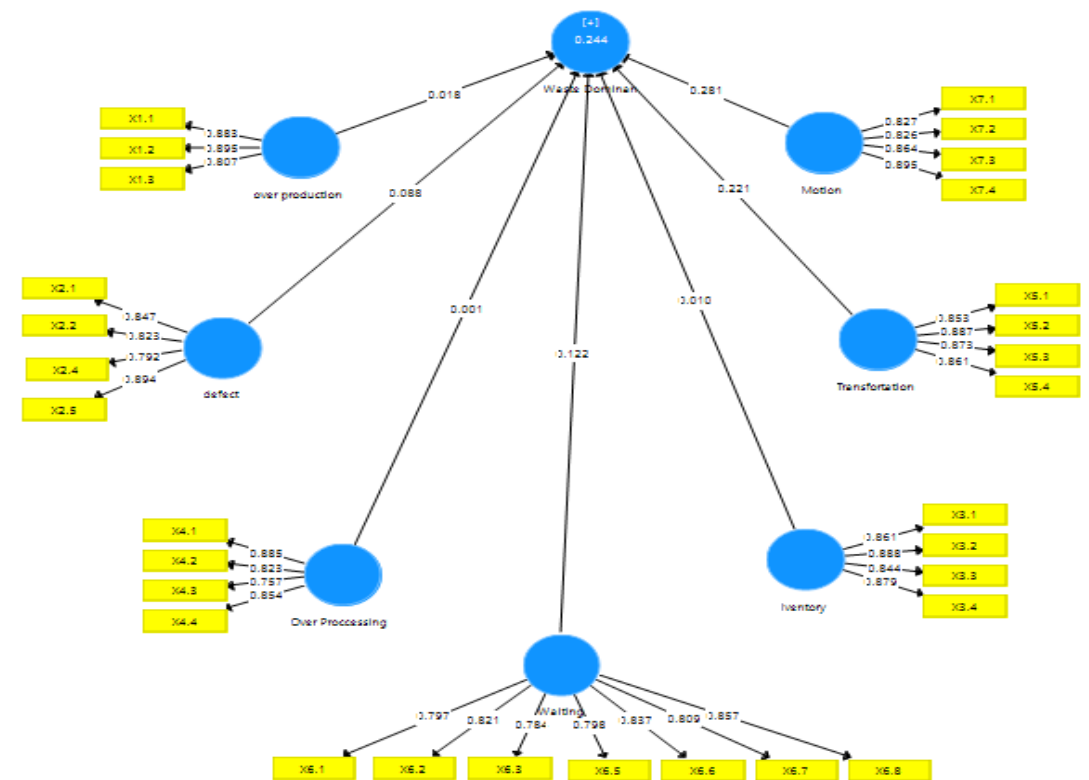 [+]
0.244
Waste Dominan
0.018
0.281
X1.1
X1.2
X1.3
0.883
0.895
0.807
over production
0.827
0.826
0.864
0.895
X7.1
X7.2
X7.3
X7.4
Motion
0.088
0.221
X2.1
X2.2
X2.4
X2.5
0.847
0.823
0.792
0.894
defect
0.001
0.122
0.010
0.853
0.887
0.873
0.861
X5.1
X5.2
X5.3
X5.4
Transfortation
X4.1
X4.2
X4.3
X4.4
0.885
0.823
0.757
0.854
Over Proccessing
0.861
0.888
0.844
0.879
X3.1
X3.2
X3.3
X3.4
Iventory
Waiting
0.797
0.821
0.784
0.798
0.837
0.809
0.857
X6.1
X6.2
X6.3
X6.5
X6.6
X6.7
X6.8